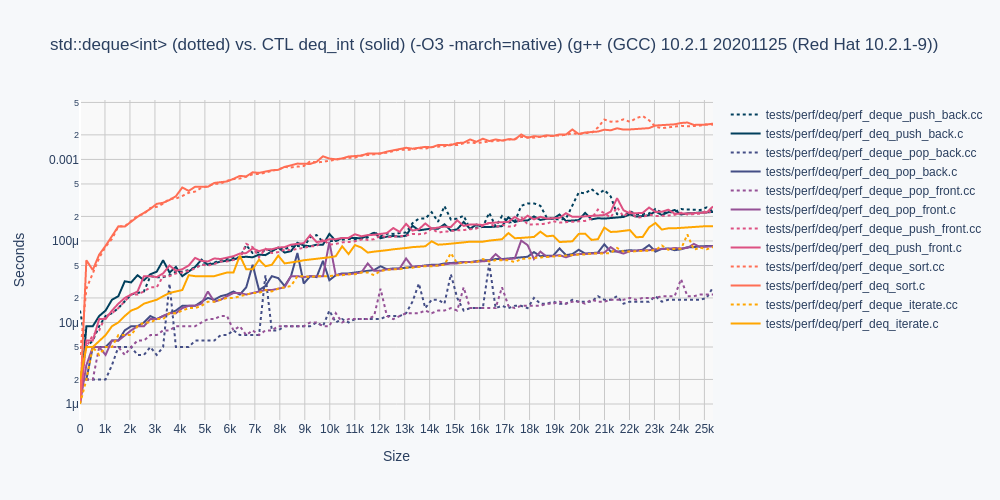 std::deque<int> (dotted) vs. CTL deq_int (solid) (-O3 -march=native) (g++ (GCC) 10.2.1 20201125 (Red Hat 10.2.1-9))
5
2
0.001
5
2
100μ
5
2
10μ
5
2
1μ
Seconds
0 1k 2k 3k 4k 5k 6k 7k 8k 9k 10k 11k 12k 13k 14k 15k 16k 17k 18k 19k 20k 21k 22k 23k 24k 25k
Size
tests/perf/deq/perf_deque_push_back.cc
tests/perf/deq/perf_deq_push_back.c
tests/perf/deq/perf_deque_pop_back.cc
tests/perf/deq/perf_deq_pop_back.c
tests/perf/deq/perf_deque_pop_front.cc
tests/perf/deq/perf_deq_pop_front.c
tests/perf/deq/perf_deque_push_front.cc
tests/perf/deq/perf_deq_push_front.c
tests/perf/deq/perf_deque_sort.cc
tests/perf/deq/perf_deq_sort.c
tests/perf/deq/perf_deque_iterate.cc
tests/perf/deq/perf_deq_iterate.c